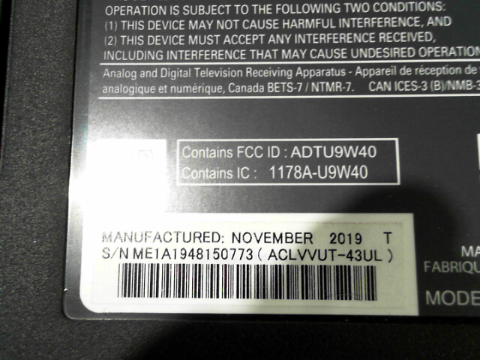 OPERATION IS SUBJECT TO THE FOLLOWING TWO CONDITIONS:
(1) THIS DEVICE MAY NOT CAUSE HARMFUL INTERFERENCE, AND
(2) THIS DEVICE MUST ACCEPT ANY INTERFERENCE RECEIVED,
INCLUDING INTERFERENCE THAT MAY CAUSE UNDESIRED OPERATION
Analog and Digital Television Receiving Apparatus - Appareil de réception de
analogique et numérique, Canada BETS-7 / NTMR-7. CAN ICES-3 (B)/NMB-3
Contains FCC ID : ADTU9W40
Contains IC : 1178A-U9W40
MANUFACTURED: NOVEMBER 2019 T
S/N ME1A1948150773 ( ACLVVUT-43UL )
MA
FABRIQU
MODE